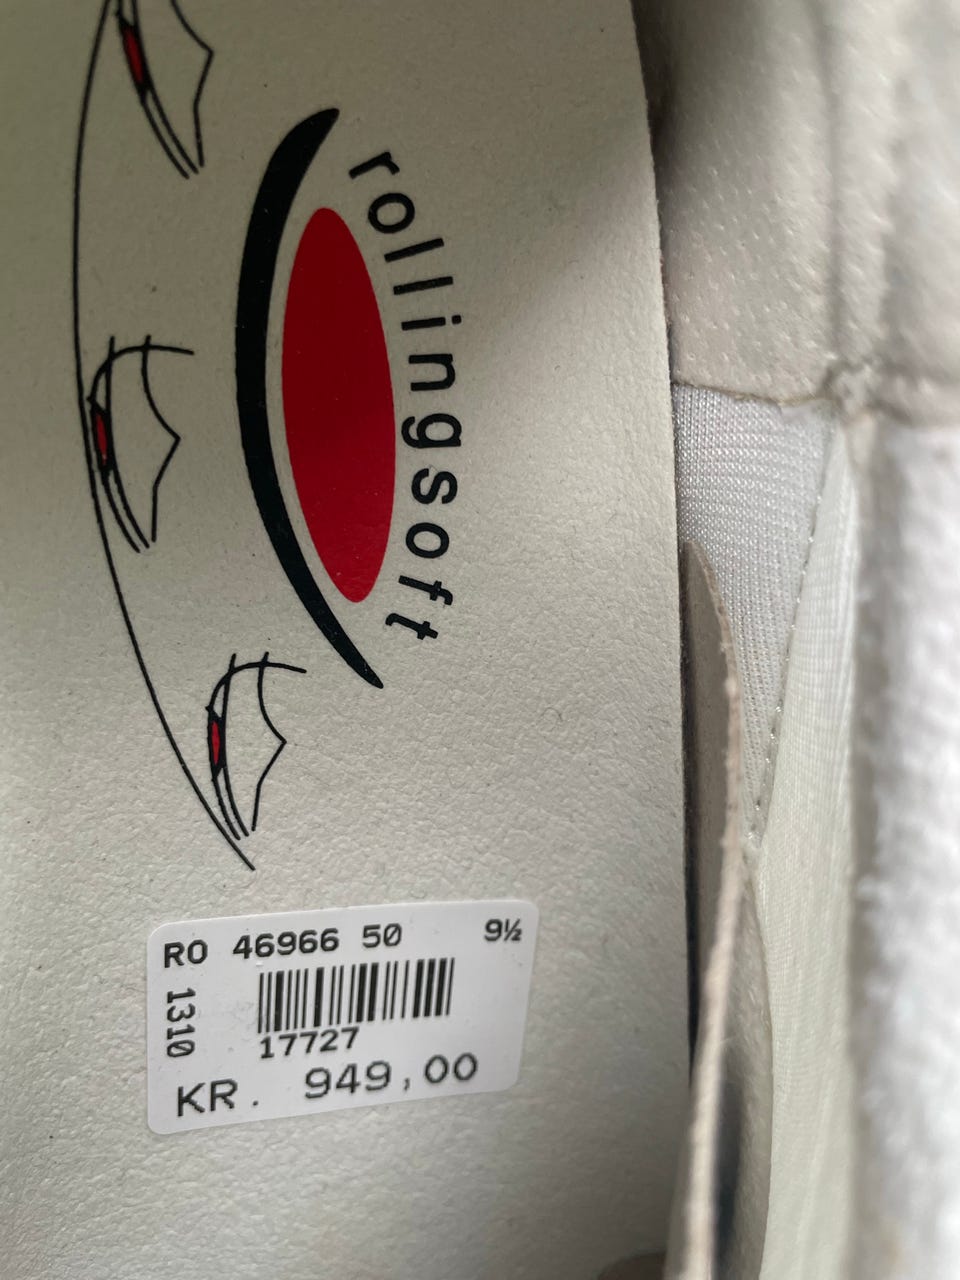 rollingsoft
RO 46966 50 9½
1310
17727
KR. 949,00